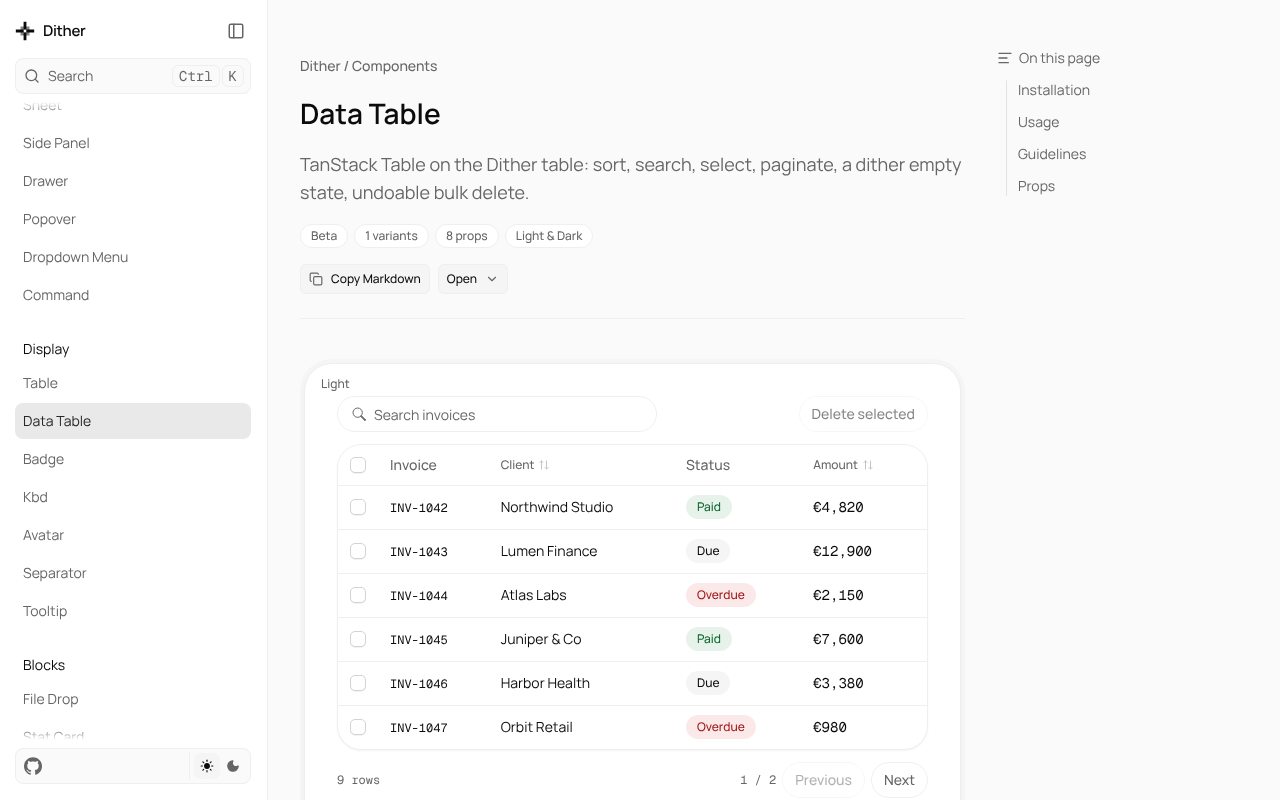 Dither
Search Ctrl K
Sheet
Side Panel
Drawer
Popover
Dropdown Menu
Command
Display
Table
Data Table
Badge
Kbd
Avatar
Separator
Tooltip
Blocks
File Drop
Stat Card
Dither / Components
Data Table
TanStack Table on the Dither table: sort, search, select, paginate, a dither empty
state, undoable bulk delete.
Beta 1 variants 8 props Light & Dark
Copy Markdown Open
Light
Search invoices Delete selected
Invoice Client Status Amount
INV-1042 Northwind Studio Paid €4,820
INV-1043 Lumen Finance Due €12,900
INV-1044 Atlas Labs Overdue €2,150
INV-1045 Juniper & Co Paid €7,600
INV-1046 Harbor Health Due €3,380
INV-1047 Orbit Retail Overdue €980
9 rows 1 / 2 Previous Next
On this page
Installation
Usage
Guidelines
Props